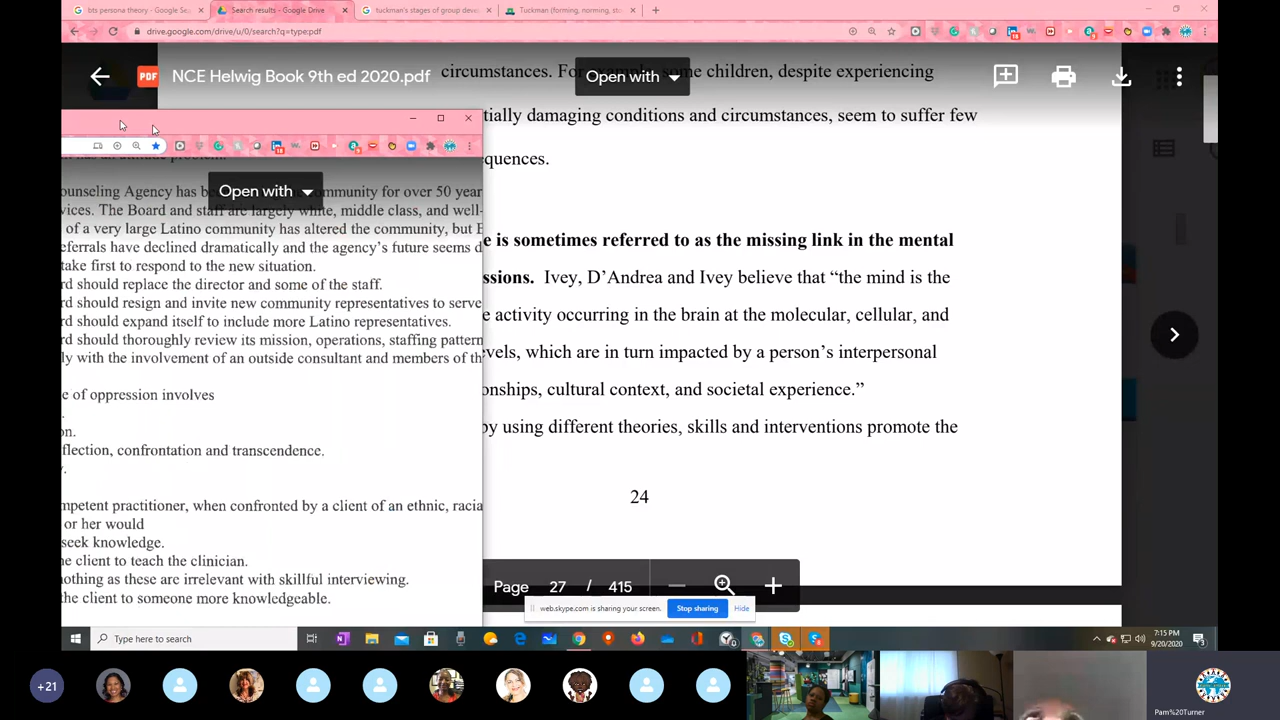 bts persona theory - Google Se
Search results - Google Drive
tuckman's stages of group deve
Tuckman (forming, norming, sto
drive.google.com/drive/u/0/search?q=type:pdf
PDF
NCE Helwig Book 9th ed 2020.pdf
Open with
circumstances. For example, some children, despite experiencing
tially damaging conditions and circumstances, seem to suffer few
quences.
e is sometimes referred to as the missing link in the mental
ssions. Ivey, D’Andrea and Ivey believe that “the mind is the
e activity occurring in the brain at the molecular, cellular, and
vels, which are in turn impacted by a person’s interpersonal
onships, cultural context, and societal experience.”
by using different theories, skills and interventions promote the
24
Page 27 / 415
Open with
ounseling Agency has been community for over 50 year
vices. The Board and staff are largely white, middle class, and well-
of a very large Latino community has altered the community, but
eferrals have declined dramatically and the agency's future seems d
take first to respond to the new situation.
rd should replace the director and some of the staff.
rd should resign and invite new community representatives to serve
rd should expand itself to include more Latino representatives.
rd should thoroughly review its mission, operations, staffing pattern
ly with the involvement of an outside consultant and members of th
e of oppression involves
on.
flection, confrontation and transcendence.
y.
mpetent practitioner, when confronted by a client of an ethnic, racia
or her would
seek knowledge.
ne client to teach the clinician.
nothing as these are irrelevant with skillful interviewing.
the client to someone more knowledgeable.
web.skype.com is sharing your screen.
Stop sharing
Hide
Type here to search
7:15 PM
9/20/2020
+21
Pam%20Turner